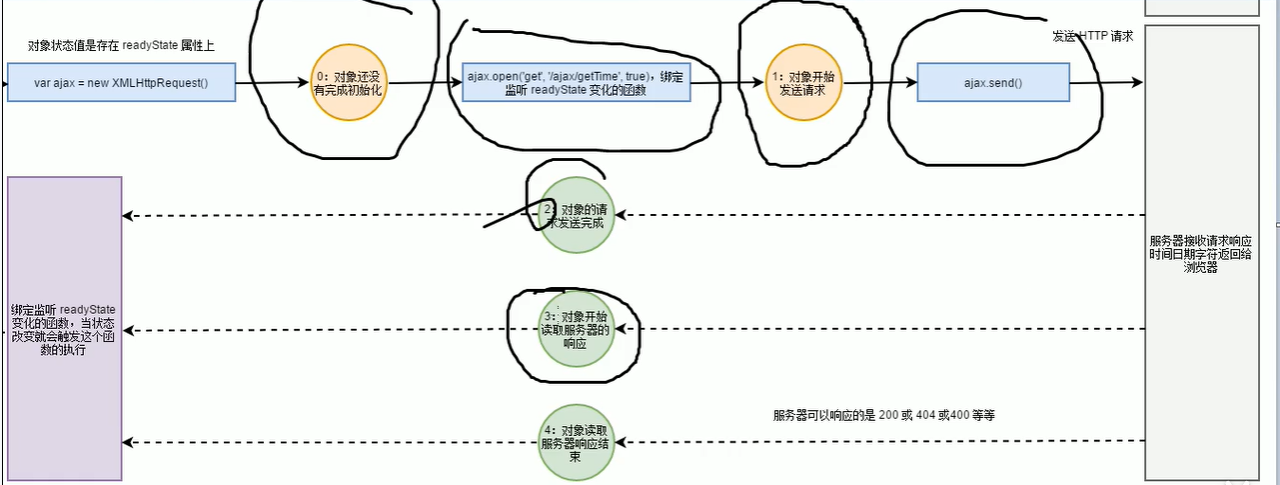 对象状态值是存在 readyState 属性上
发送 HTTP 请求
var ajax = new XMLHttpRequest()
0：对象还没
有完成初始化
ajax.open('get', '/ajax/getTime', true)，绑定
监听 readyState 变化的函数
1：对象开始
发送请求
ajax.send()
2：对象的请
求发送完成
服务器接收请求响应
时间日期字符返回给
浏览器
绑定监听 readyState
变化的函数，当状态
改变就会触发这个函
数的执行
3：对象开始
读取服务器的
响应
服务器可以响应的是 200 或 404 或400 等等
4：对象读取
服务器响应结
束